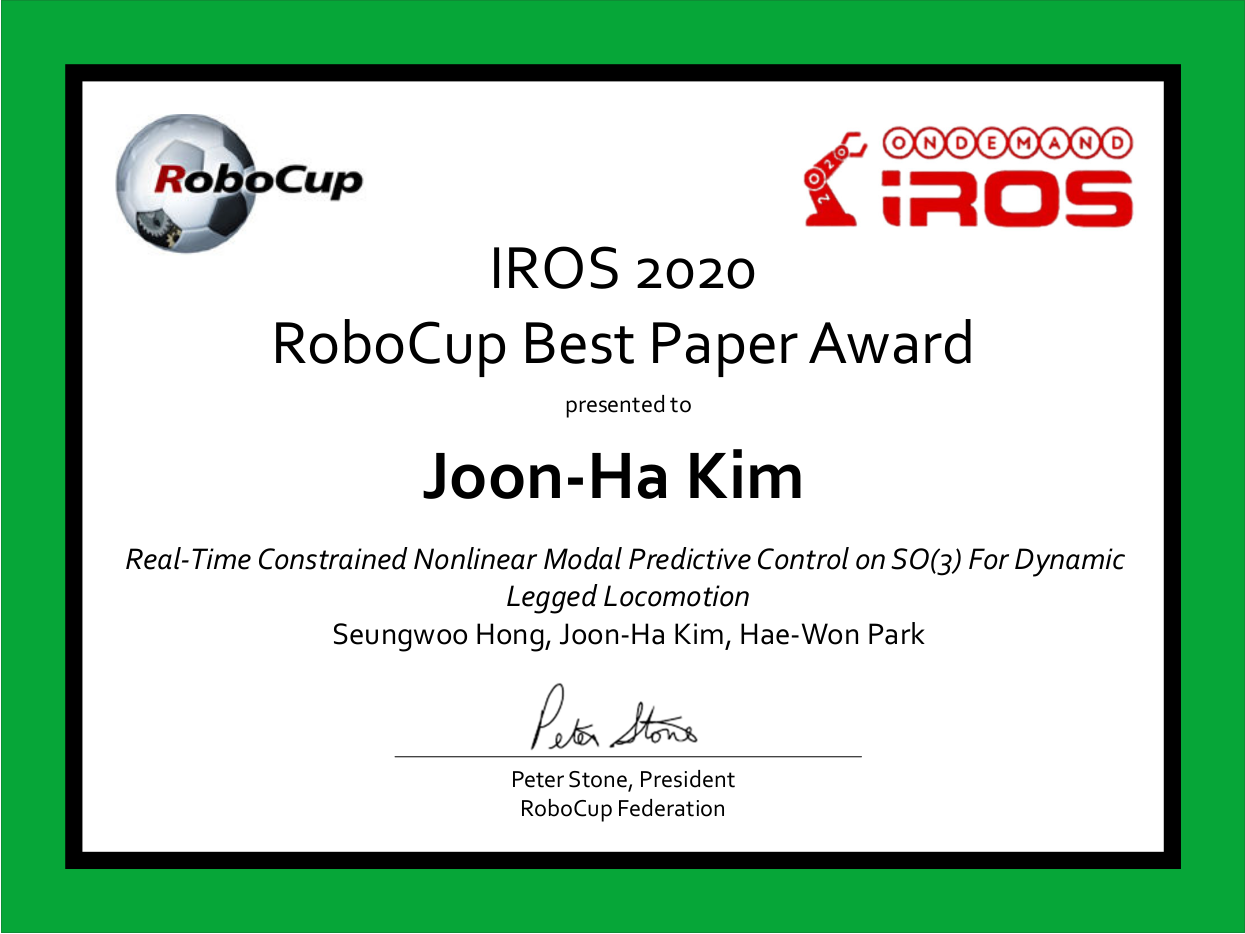 RoboCup
ONDEMAND
2020
iROS
IROS 2020
RoboCup Best Paper Award
presented to
Joon-Ha Kim
Real-Time Constrained Nonlinear Modal Predictive Control on SO(3) For Dynamic
Legged Locomotion
Seungwoo Hong, Joon-Ha Kim, Hae-Won Park
Peter Stone
Peter Stone, President
RoboCup Federation